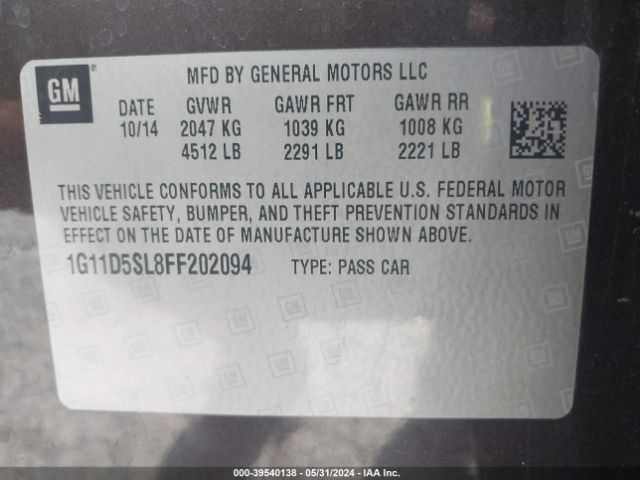 GM
®
MFD BY GENERAL MOTORS LLC
DATE GVWR GAWR FRT GAWR RR
10/14 2047 KG 1039 KG 1008 KG
4512 LB 2291 LB 2221 LB
THIS VEHICLE CONFORMS TO ALL APPLICABLE U.S. FEDERAL MOTOR
VEHICLE SAFETY, BUMPER, AND THEFT PREVENTION STANDARDS IN
EFFECT ON THE DATE OF MANUFACTURE SHOWN ABOVE.
1G11D5SL8FF202094 TYPE: PASS CAR
000-39540138 - 05/31/2024 - IAA Inc.